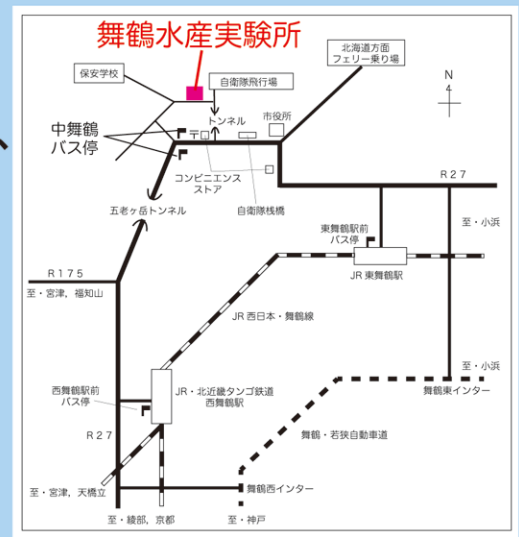 舞鶴水産実験所
北海道方面
フェリー乗り場
保安学校
自衛隊飛行場
N
中舞鶴
バス停
〒
トンネル
市役所
コンビニエンス
ストア
自衛隊桟橋
R27
五老ヶ岳トンネル
東舞鶴駅前
バス停
至・小浜
JR 東舞鶴駅
R175
至・宮津，福知山
JR 西日本・舞鶴線
至・小浜
舞鶴東インター
西舞鶴駅前
バス停
JR・北近畿タンゴ鉄道
西舞鶴駅
R27
舞鶴・若狭自動車道
至・宮津，天橋立
舞鶴西インター
至・綾部，京都
至・神戸